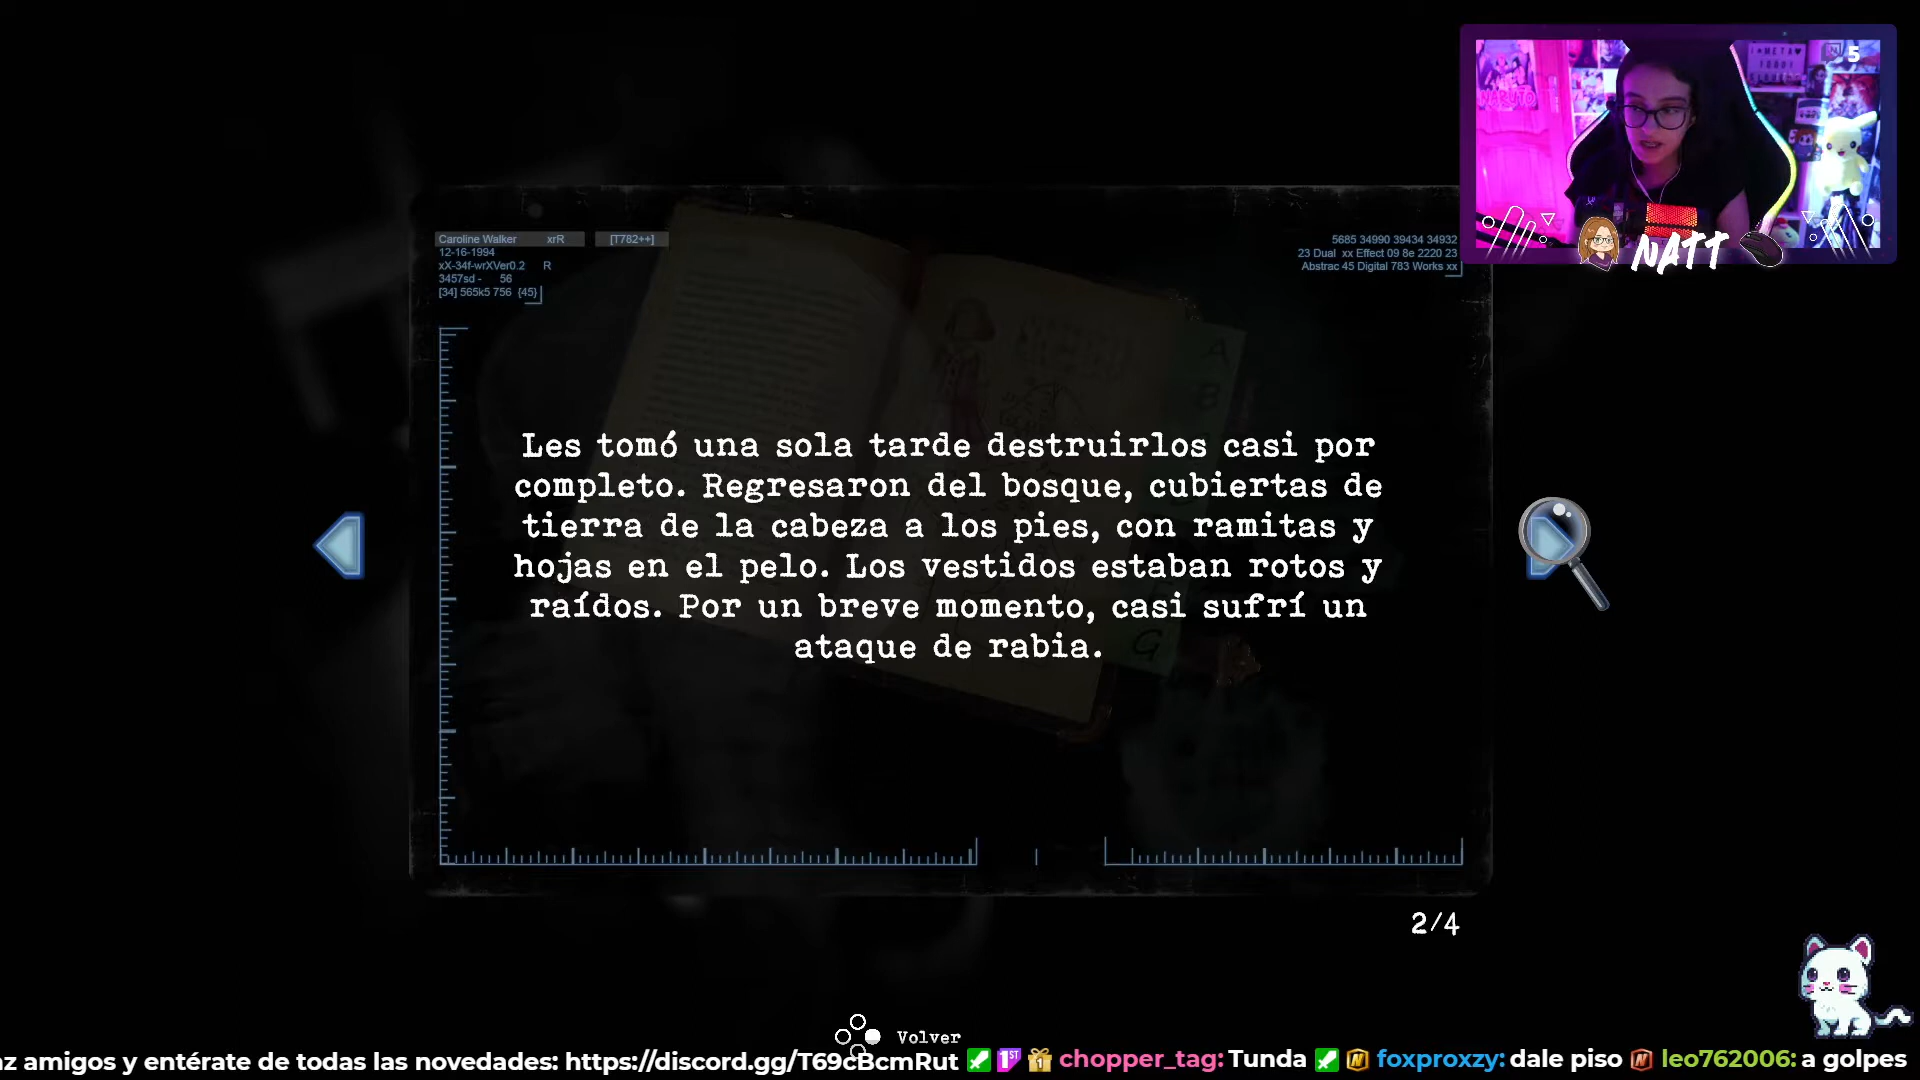 5
NARUTO
NATT
Caroline Walker xrR [T782++]
12-16-1994
xX-34f-wrXVer0.2 R
3457sd - 56
[34] 565k5 756 {45}
5685 34990 39434 34932
23 Dual xx Effect 09 8e 2220 23
Abstrac 45 Digital 783 Works xx
A
B
G
Les tomó una sola tarde destruirlos casi por
completo. Regresaron del bosque, cubiertas de
tierra de la cabeza a los pies, con ramitas y
hojas en el pelo. Los vestidos estaban rotos y
raídos. Por un breve momento, casi sufrí un
ataque de rabia.
2/4
Volver
az amigos y entérate de todas las novedades: https://discord.gg/T69cBcmRut 1ST 1 chopper_tag: Tunda foxproxzy: dale piso leo762006: a golpes